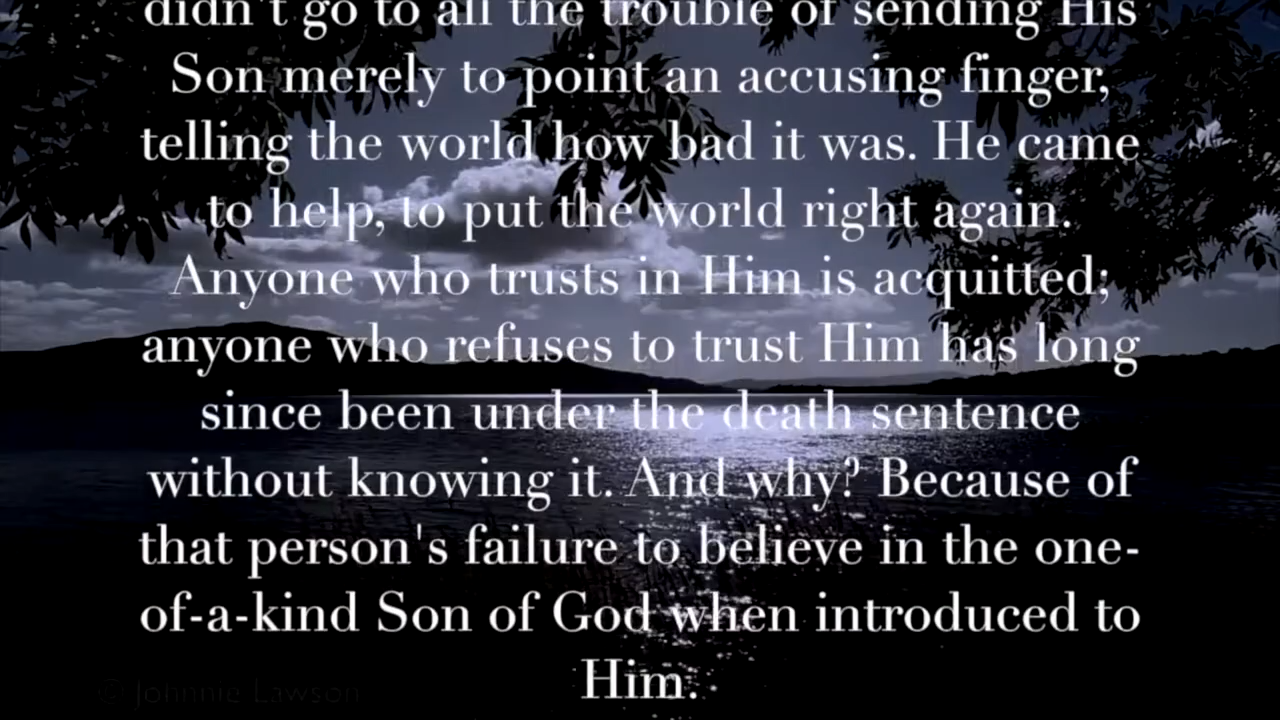 didn't go to all the trouble of sending His
Son merely to point an accusing finger,
telling the world how bad it was. He came
to help, to put the world right again.
Anyone who trusts in Him is acquitted;
anyone who refuses to trust Him has long
since been under the death sentence
without knowing it. And why? Because of
that person's failure to believe in the one-
of-a-kind Son of God when introduced to
Him.
© Johnnie Lawson